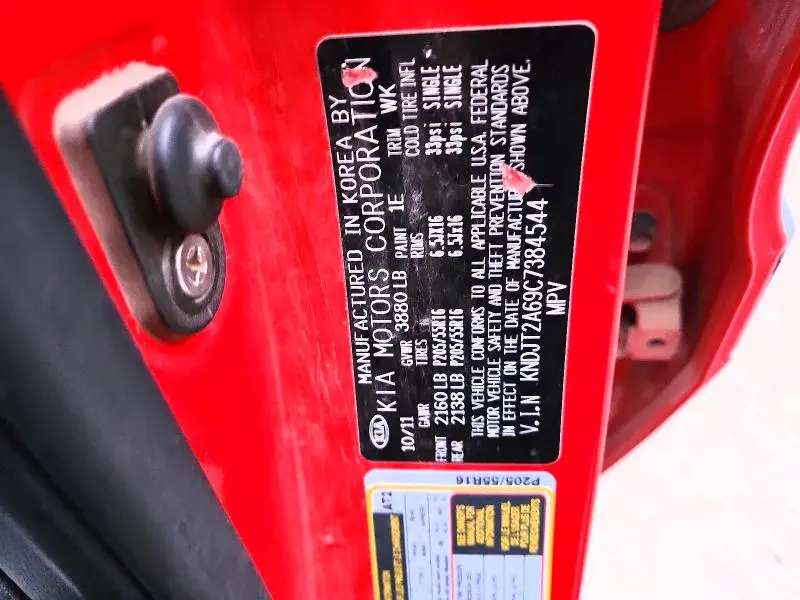 KIA
MANUFACTURED IN KOREA BY
KIA MOTORS CORPORATION
10/11 GVWR 3880 LB PAINT 1E TRIM WK
GAWR TIRES RIMS COLD TIRE INFL
FRONT 2160 LB P205/55R16 6.5Jx16 33psi SINGLE
REAR 2138 LB P205/55R16 6.5Jx16 33psi SINGLE
THIS VEHICLE CONFORMS TO ALL APPLICABLE U.S.A. FEDERAL
MOTOR VEHICLE SAFETY AND THEFT PREVENTION STANDARDS
IN EFFECT ON THE DATE OF MANUFACTURE SHOWN ABOVE.
V.I.N KNDJT2A69C7384544
MPV
P205/55R16
AT2